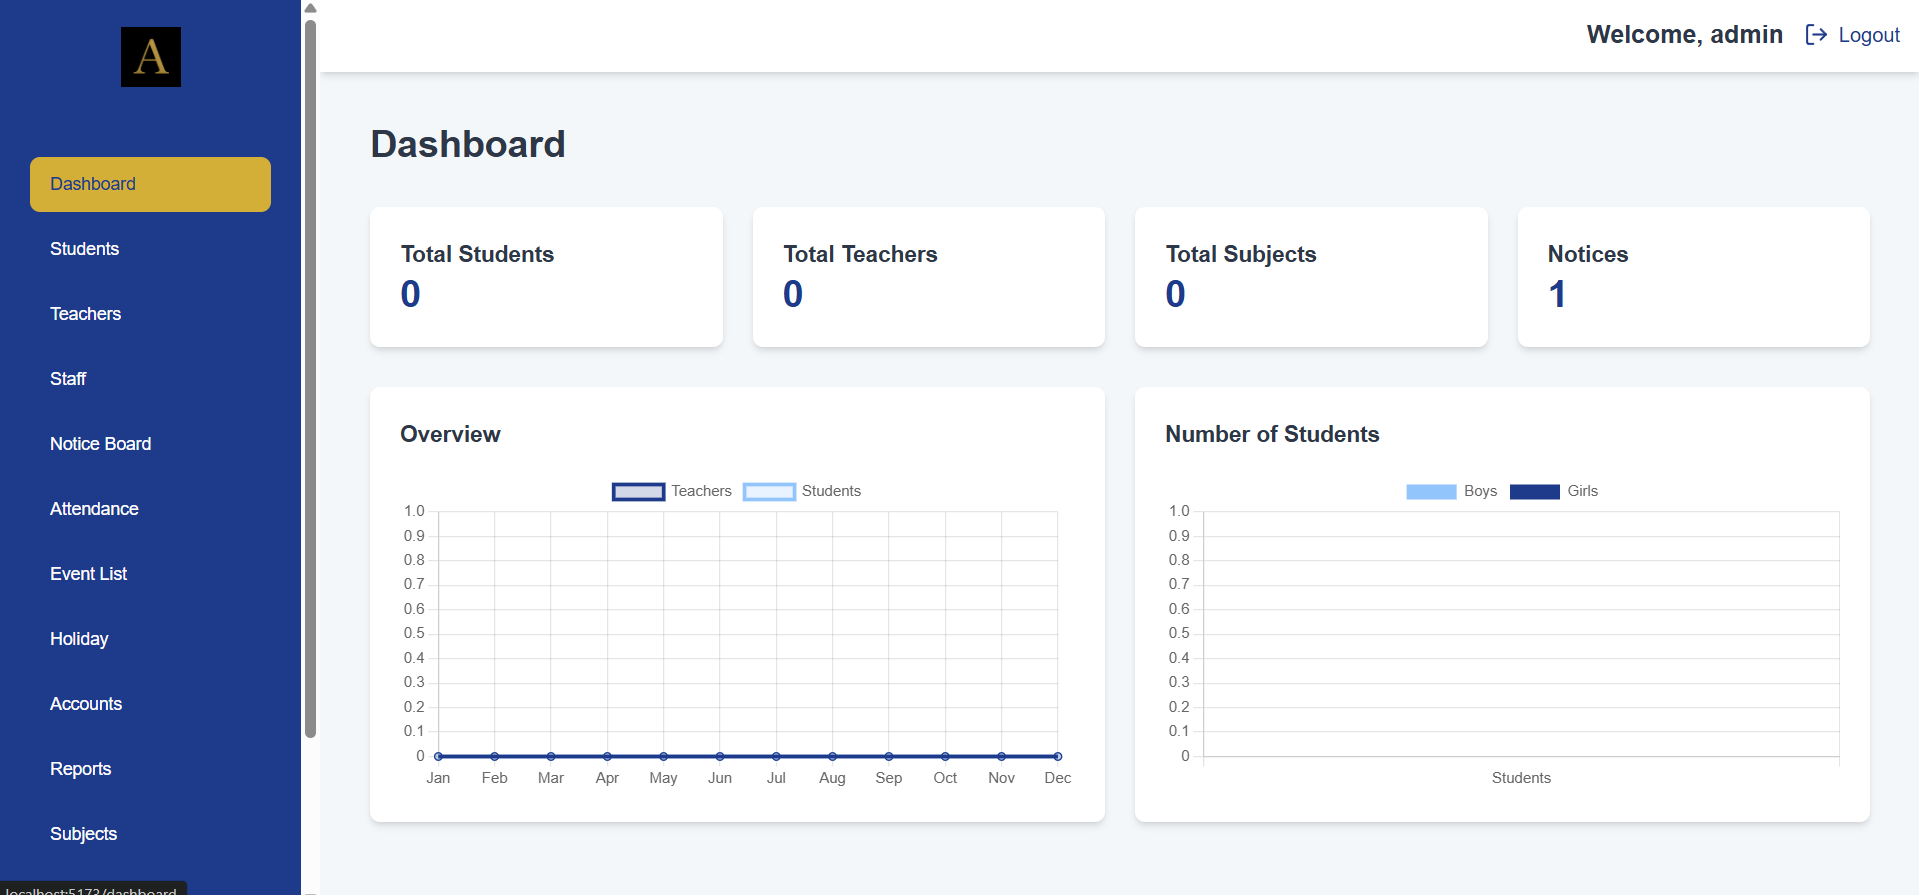 A
Welcome, admin
Logout
Dashboard
Students
Teachers
Staff
Notice Board
Attendance
Event List
Holiday
Accounts
Reports
Subjects
Dashboard
Total Students
0
Total Teachers
0
Total Subjects
0
Notices
1
Overview
Teachers Students
1.0
0.9
0.8
0.7
0.6
0.5
0.4
0.3
0.2
0.1
0
Jan Feb Mar Apr May Jun Jul Aug Sep Oct Nov Dec
Number of Students
Boys Girls
1.0
0.9
0.8
0.7
0.6
0.5
0.4
0.3
0.2
0.1
0
Students
localhost:5173/dashboard